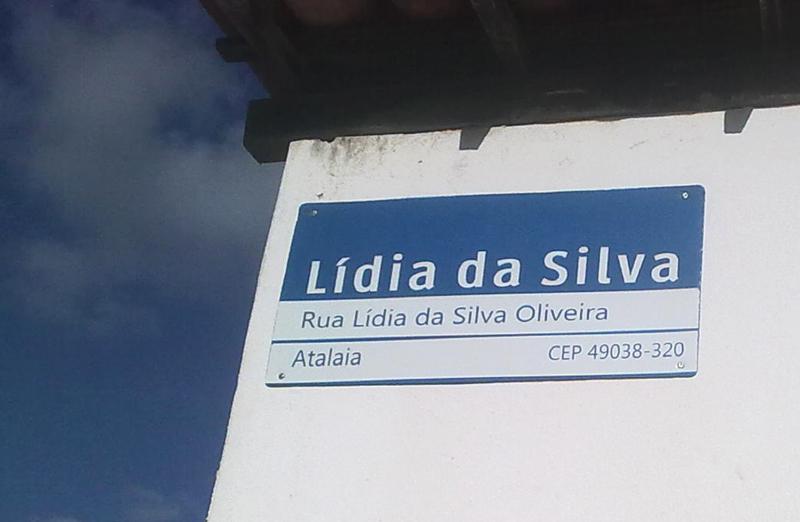 Lídia da Silva
Rua Lídia da Silva Oliveira
Atalaia CEP 49038-320